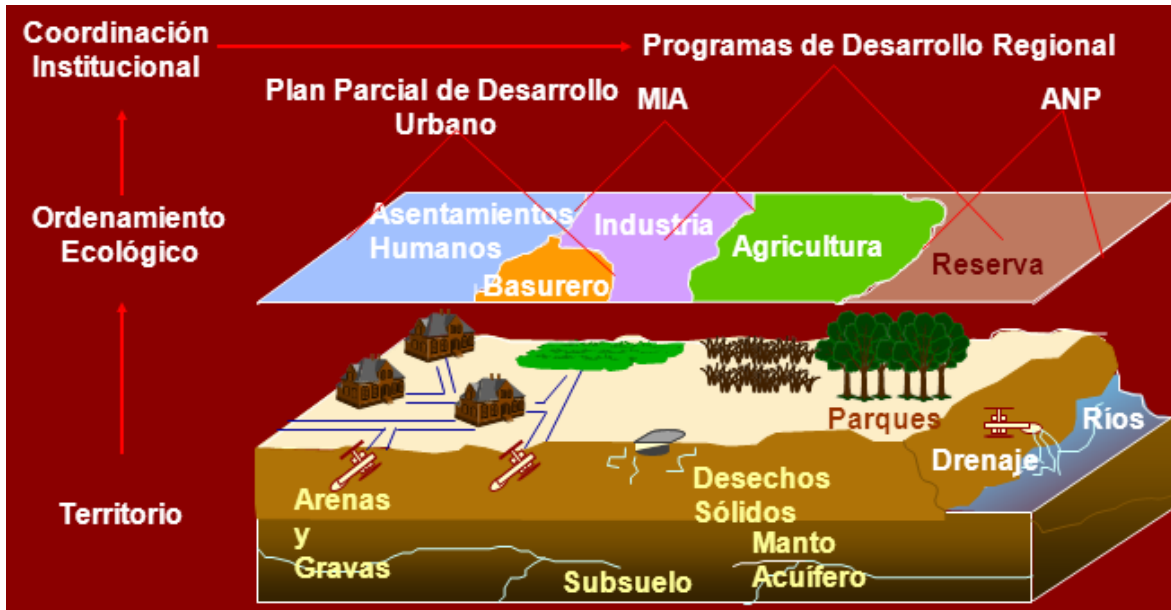 Coordinación
Institucional
Programas de Desarrollo Regional
Plan Parcial de Desarrollo
Urbano
MIA
ANP
Ordenamiento
Ecológico
Asentamientos
Humanos
Industria
Agricultura
Reserva
Basurero
Parques
Ríos
Drenaje
Territorio
Arenas
y
Gravas
Desechos
Sólidos
Manto
Acuífero
Subsuelo